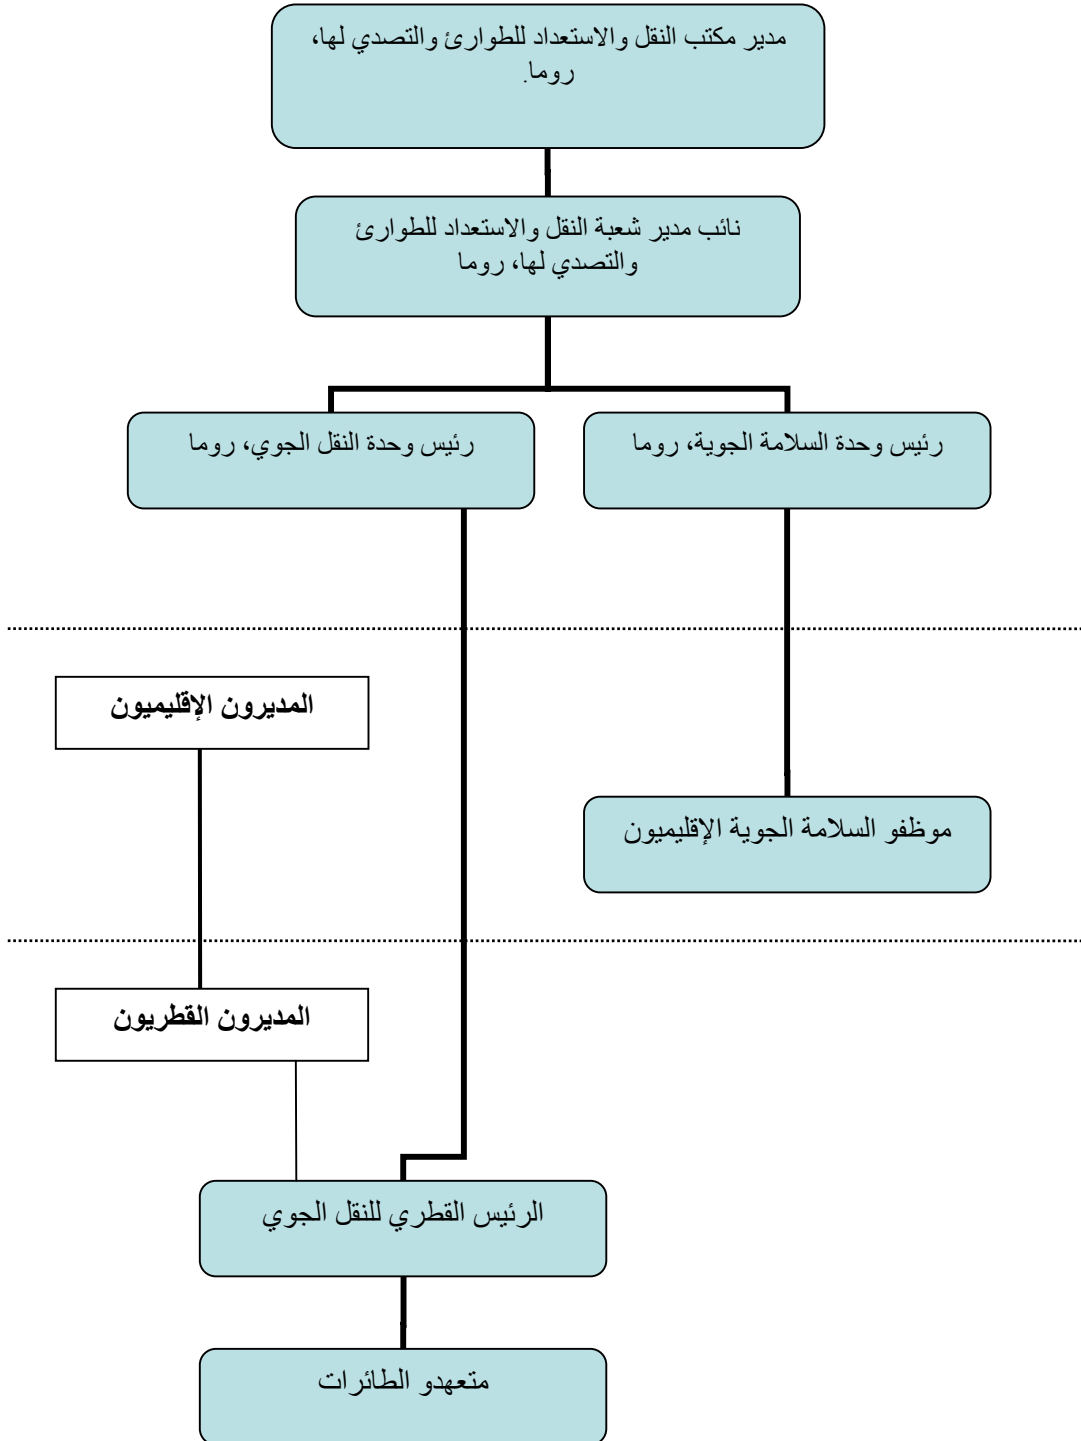 مدير مكتب النقل والاستعداد للطوارئ والتصدي لها،
روما.
نائب مدير شعبة النقل والاستعداد للطوارئ
والتصدي لها، روما
رئيس وحدة السلامة الجوية، روما
رئيس وحدة النقل الجوي، روما
المديرون الإقليميون
موظفو السلامة الجوية الإقليميون
المديرون القطريون
الرئيس القطري للنقل الجوي
متعهدو الطائرات